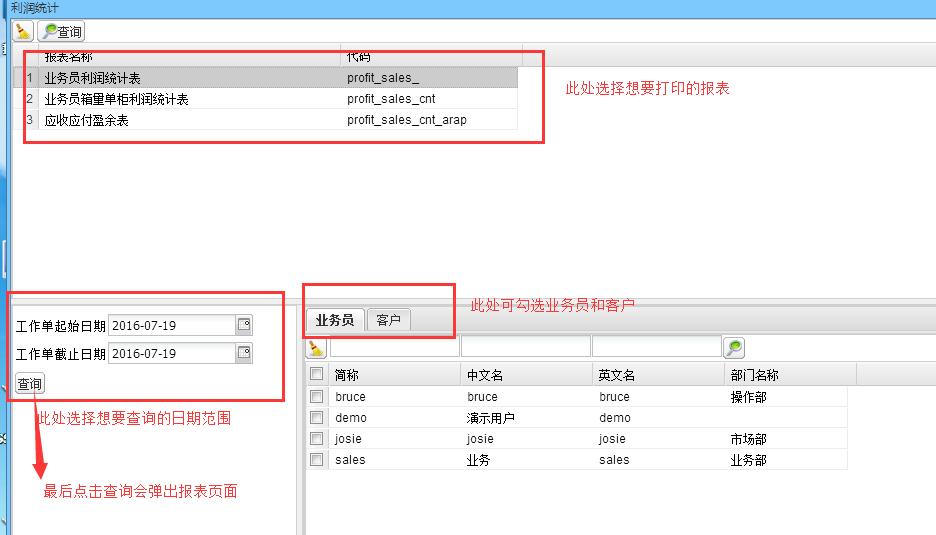 利润统计
查询
报表名称 代码
1 业务员利润统计表 profit_sales_
2 业务员箱量单柜利润统计表 profit_sales_cnt
3 应收应付盈余表 profit_sales_cnt_arap
此处选择想要打印的报表
此处可勾选业务员和客户
工作单起始日期 2016-07-19
工作单截止日期 2016-07-19
查询
此处选择想要查询的日期范围
最后点击查询会弹出报表页面
业务员 客户
简称 中文名 英文名 部门名称
bruce bruce bruce 操作部
demo 演示用户 demo
josie josie josie 市场部
sales 业务 sales 业务部